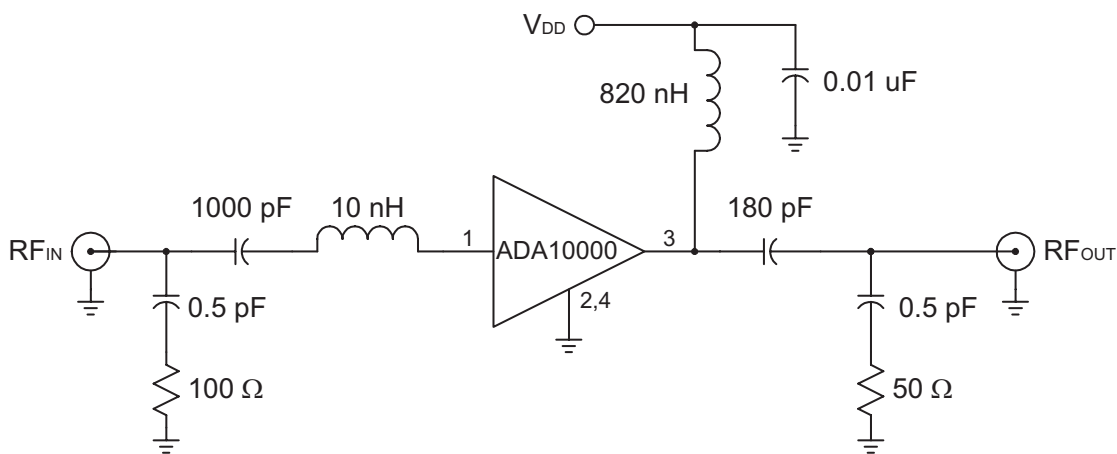 VDD
820 nH
0.01 uF
1000 pF
10 nH
180 pF
RFIN
1
ADA10000
3
RFOUT
2,4
0.5 pF
0.5 pF
100 Ω
50 Ω